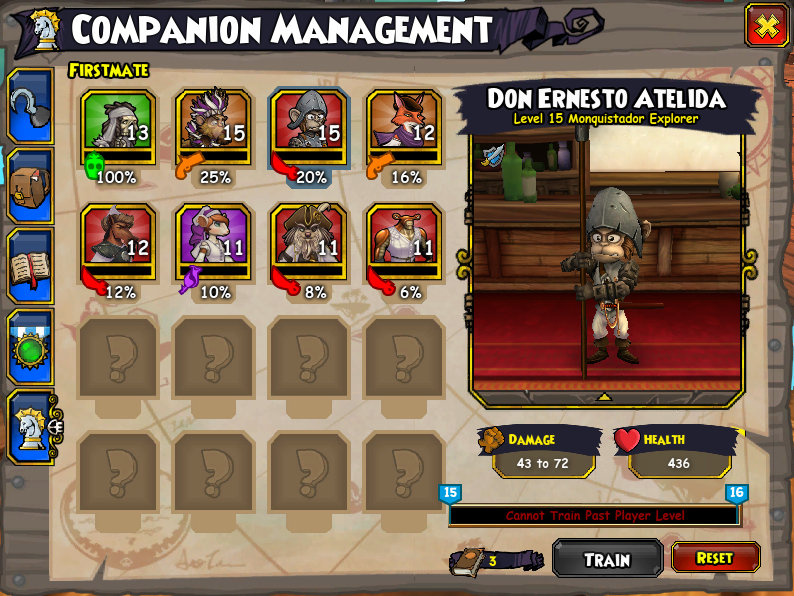 COMPANION MANAGEMENT
FIRSTMATE
13 15 15 12
100% 25% 20% 16%
12 11 11 11
12% 10% 8% 6%
DON ERNESTO ATELIDA
Level 15 Monquistador Explorer
DAMAGE HEALTH
43 to 72 436
15 16
Cannot Train Past Player Level
3 TRAIN RESET